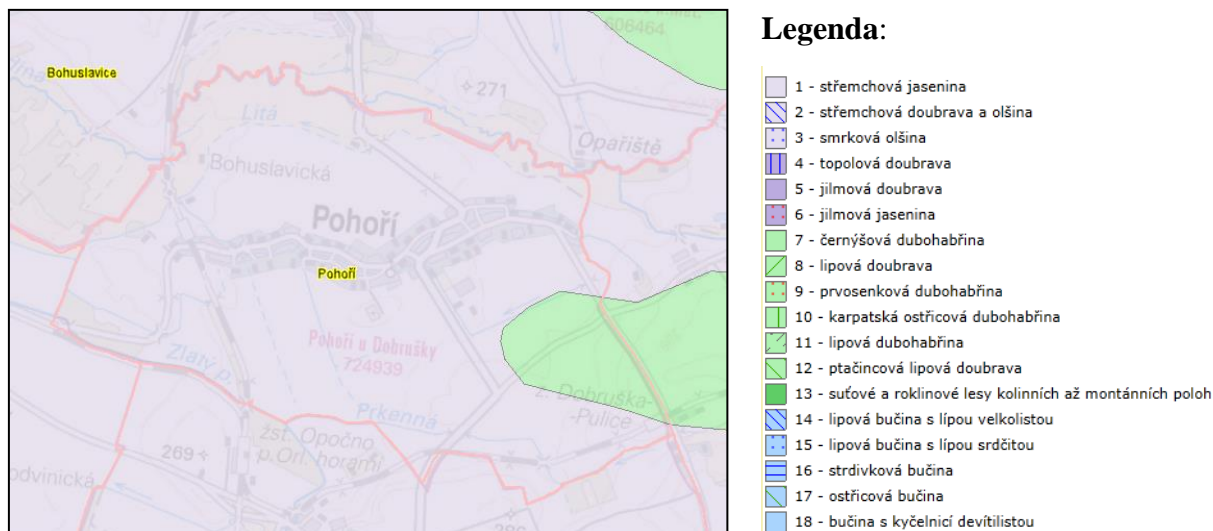 606464
Bohuslavice
271
Litá
Opařiště
Bohuslavická
Pohoří
Pohoří
Pohoří u Dobrušky
724939
Zlatý p.
Prkenná
z. Dobruška-
-Pulice
žst. Opočno
p. Orl. horami
269
odvinická
Legenda:
1 - střemchová jasenina
2 - střemchová doubrava a olšina
3 - smrková olšina
4 - topolová doubrava
5 - jilmová doubrava
6 - jilmová jasenina
7 - černýšová dubohabřina
8 - lipová doubrava
9 - prvosenková dubohabřina
10 - karpatská ostřicová dubohabřina
11 - lipová dubohabřina
12 - ptačincová lipová doubrava
13 - suťové a roklinové lesy kolinních až montánních poloh
14 - lipová bučina s lípou velkolistou
15 - lipová bučina s lípou srdčitou
16 - strdivková bučina
17 - ostřicová bučina
18 - bučina s kyčelnicí devítilistou